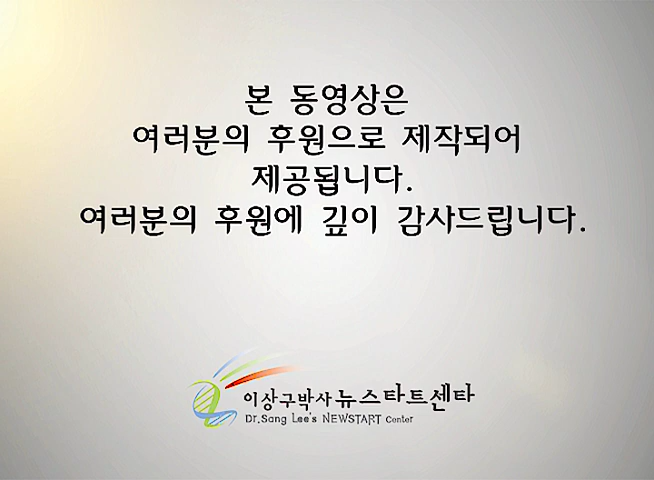 본 동영상은
여러분의 후원으로 제작되어
제공됩니다.
여러분의 후원에 깊이 감사드립니다.
이상구박사 뉴스타트센타
Dr.Sang Lee's NEWSTART Center